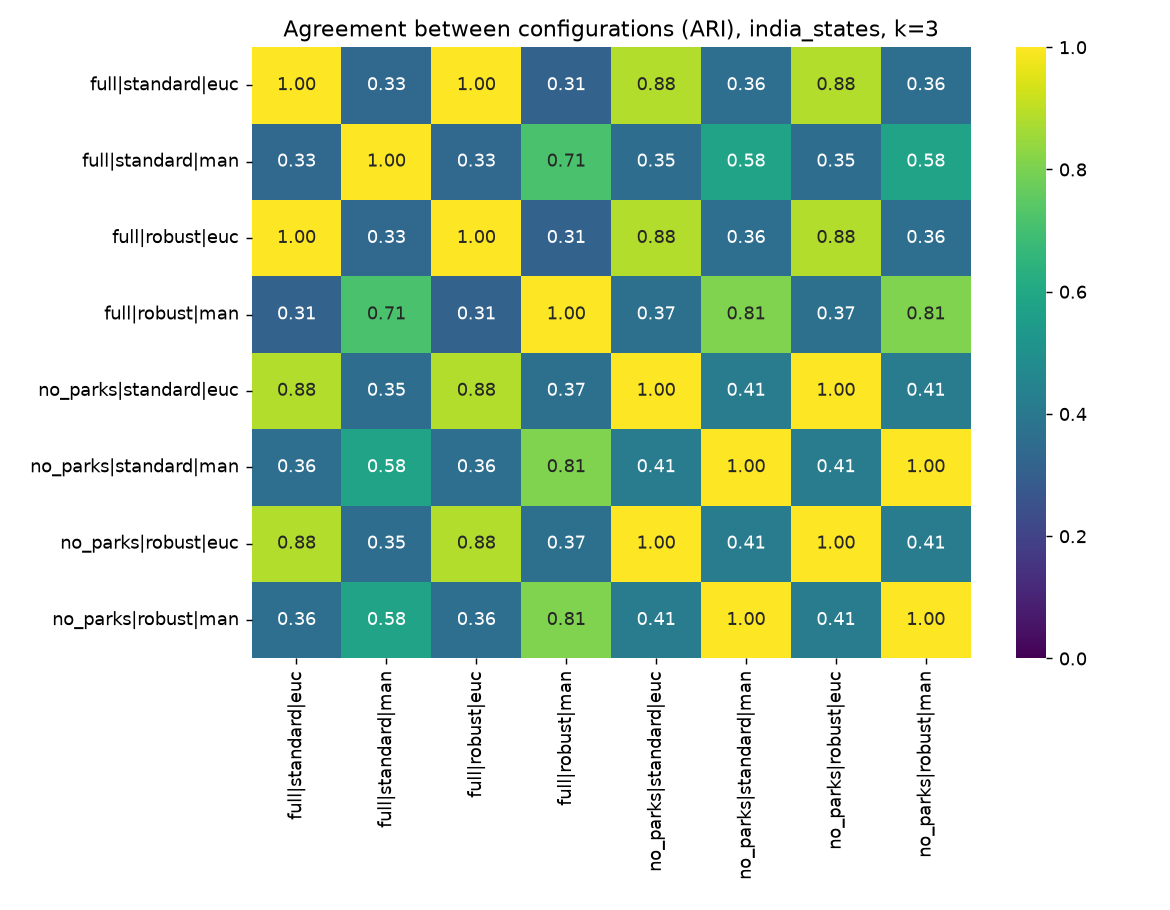 Agreement between configurations (ARI), india_states, k=3
full|standard|euc 1.00 0.33 1.00 0.31 0.88 0.36 0.88 0.36
full|standard|man 0.33 1.00 0.33 0.71 0.35 0.58 0.35 0.58
full|robust|euc 1.00 0.33 1.00 0.31 0.88 0.36 0.88 0.36
full|robust|man 0.31 0.71 0.31 1.00 0.37 0.81 0.37 0.81
no_parks|standard|euc 0.88 0.35 0.88 0.37 1.00 0.41 1.00 0.41
no_parks|standard|man 0.36 0.58 0.36 0.81 0.41 1.00 0.41 1.00
no_parks|robust|euc 0.88 0.35 0.88 0.37 1.00 0.41 1.00 0.41
no_parks|robust|man 0.36 0.58 0.36 0.81 0.41 1.00 0.41 1.00
full|standard|euc
full|standard|man
full|robust|euc
full|robust|man
no_parks|standard|euc
no_parks|standard|man
no_parks|robust|euc
no_parks|robust|man
1.0
0.8
0.6
0.4
0.2
0.0